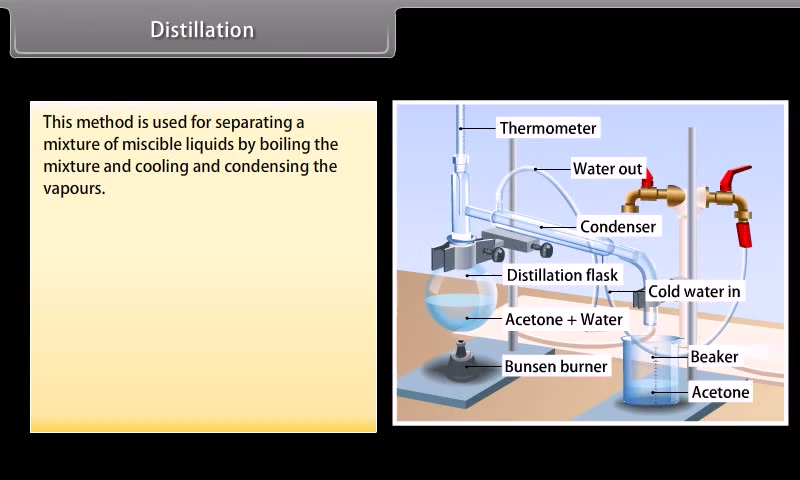 Distillation
This method is used for separating a
mixture of miscible liquids by boiling the
mixture and cooling and condensing the
vapours.
Thermometer
Water out
Condenser
Distillation flask
Cold water in
Acetone + Water
Beaker
Bunsen burner
Acetone